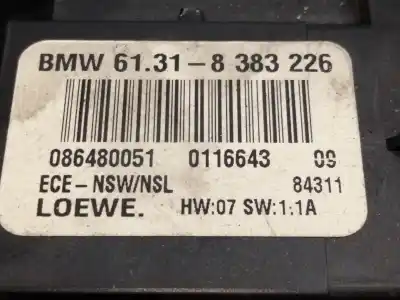 BMW 61.31-8 383 226
086480051 0116643 09
ECE-NSW/NSL 84311
LOEWE. HW:07 SW:1:1A